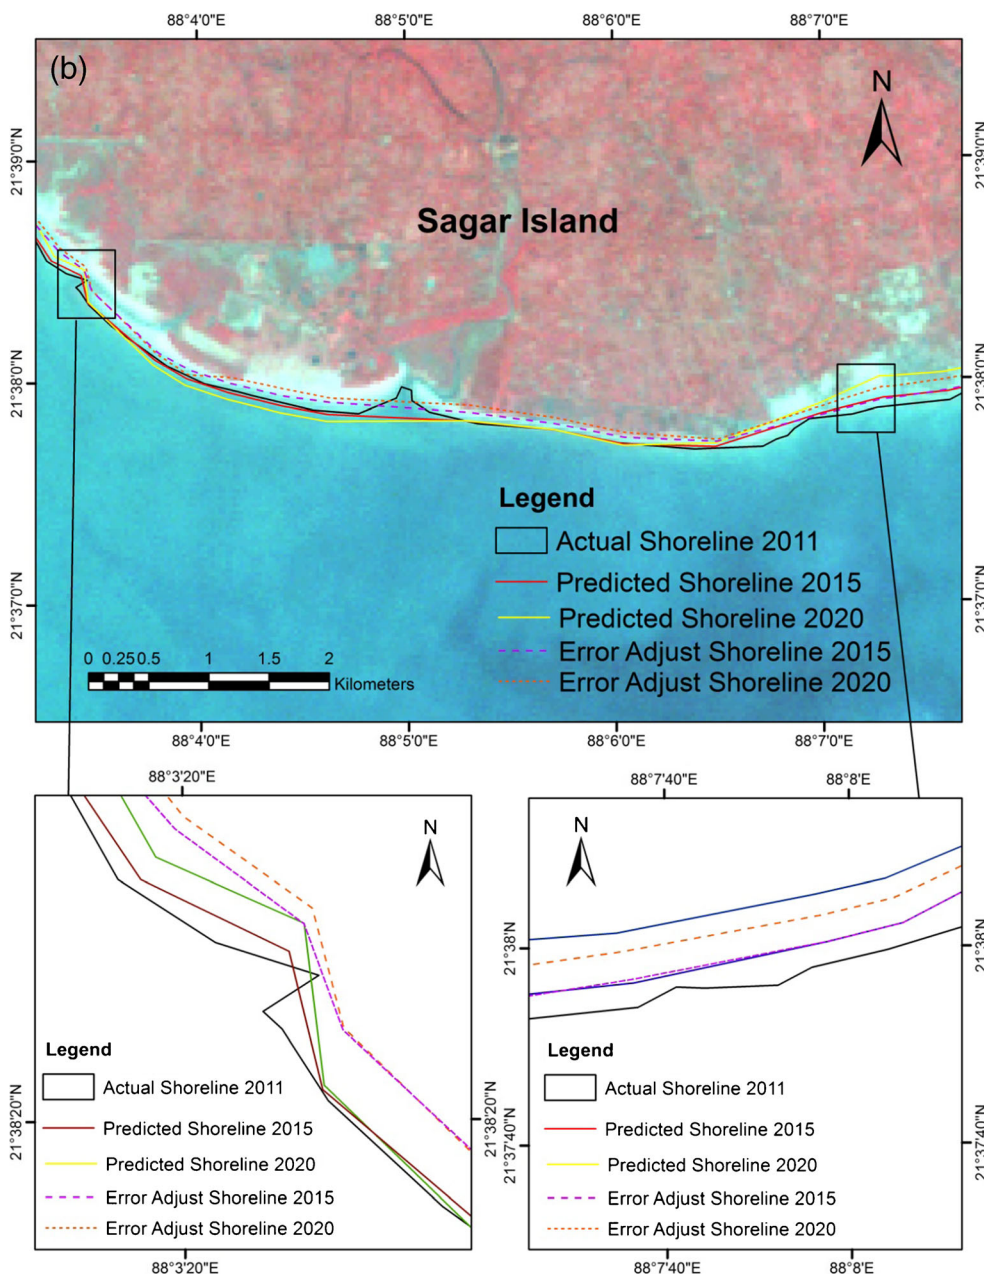 88°4'0"E 88°5'0"E 88°6'0"E 88°7'0"E
(b)
N
21°39'0"N 21°39'0"N
Sagar Island
21°38'0"N 21°38'0"N
Legend
Actual Shoreline 2011
Predicted Shoreline 2015
21°37'0"N 21°37'0"N
Predicted Shoreline 2020
Error Adjust Shoreline 2015
Error Adjust Shoreline 2020
0 0.25 0.5 1 1.5 2
Kilometers
88°4'0"E 88°5'0"E 88°6'0"E 88°7'0"E
88°3'20"E
N
Legend
Actual Shoreline 2011
21°38'20"N 21°38'20"N
Predicted Shoreline 2015
Predicted Shoreline 2020
Error Adjust Shoreline 2015
Error Adjust Shoreline 2020
88°3'20"E
88°7'40"E 88°8'E
N
21°38'N 21°38'N
Legend
Actual Shoreline 2011
21°37'40"N 21°37'40"N
Predicted Shoreline 2015
Predicted Shoreline 2020
Error Adjust Shoreline 2015
Error Adjust Shoreline 2020
88°7'40"E 88°8'E